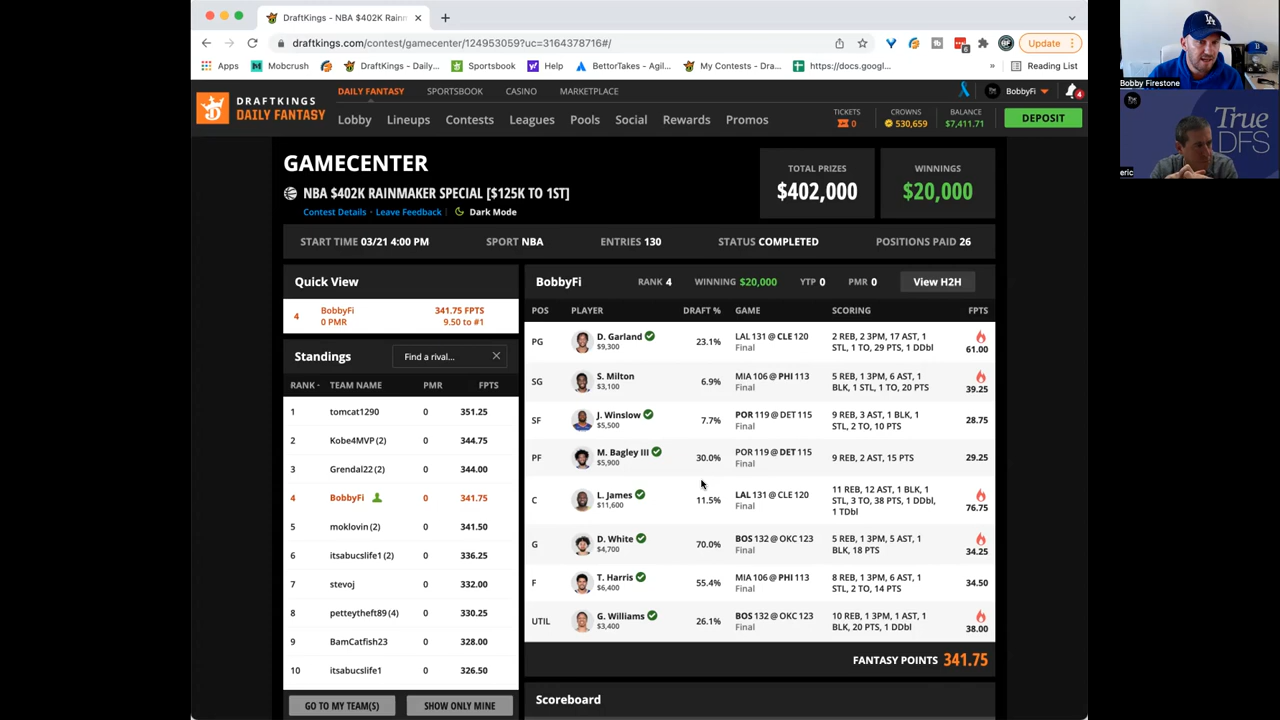 DraftKings - NBA $402K Rainm
draftkings.com/contest/gamecenter/124953059?uc=3164378716#/
Update
Apps
Mobcrush
DraftKings - Daily...
Sportsbook
Help
BettorTakes - Agil...
My Contests - Dra...
https://docs.googl...
Reading List
DAILY FANTASY
SPORTSBOOK
CASINO
MARKETPLACE
BobbyFi
4
DRAFTKINGS
DAILY FANTASY
Lobby
Lineups
Contests
Leagues
Pools
Social
Rewards
Promos
TICKETS
0
CROWNS
530,659
BALANCE
$7,411.71
DEPOSIT
GAMECENTER
NBA $402K RAINMAKER SPECIAL [$125K TO 1ST]
Contest Details · Leave Feedback
Dark Mode
TOTAL PRIZES
$402,000
WINNINGS
$20,000
START TIME 03/21 4:00 PM
SPORT NBA
ENTRIES 130
STATUS COMPLETED
POSITIONS PAID 26
Quick View
4
BobbyFi
0 PMR
341.75 FPTS
9.50 to #1
Standings
Find a rival...
RANK TEAM NAME PMR FPTS
1 tomcat1290 0 351.25
2 Kobe4MVP (2) 0 344.75
3 Grendal22 (2) 0 344.00
4 BobbyFi 0 341.75
5 moklovin (2) 0 341.50
6 itsabucslife1 (2) 0 336.25
7 stevoj 0 332.00
8 petteytheft89 (4) 0 330.25
9 BamCatfish23 0 328.00
10 itsabucslife1 0 326.50
GO TO MY TEAM(S)
SHOW ONLY MINE
BobbyFi
RANK 4
WINNING $20,000
YTP 0
PMR 0
View H2H
POS PLAYER DRAFT % GAME SCORING FPTS
PG D. Garland $9,300 23.1% LAL 131 @ CLE 120 Final
2 REB, 3 3PM, 17 AST, 1
STL, 1 TO, 29 PTS, 1 DDbl
61.00
SG S. Milton $3,100 6.9% MIA 106 @ PHI 113 Final
5 REB, 1 3PM, 6 AST, 1
BLK, 1 STL, 1 TO, 20 PTS
39.25
SF J. Winslow $5,500 7.7% POR 119 @ DET 115 Final
9 REB, 3 AST, 1 BLK, 1
STL, 2 TO, 10 PTS
28.75
PF M. Bagley III $5,900 30.0% POR 119 @ DET 115 Final
9 REB, 2 AST, 15 PTS
29.25
C L. James $11,600 11.5% LAL 131 @ CLE 120 Final
11 REB, 12 AST, 1 BLK, 1
STL, 3 TO, 38 PTS, 1 DDbl,
1 TDbl
76.75
G D. White $4,700 70.0% BOS 132 @ OKC 123 Final
5 REB, 1 3PM, 5 AST, 1
BLK, 18 PTS
34.25
F T. Harris $6,400 55.4% MIA 106 @ PHI 113 Final
8 REB, 1 3PM, 6 AST, 1
STL, 2 TO, 14 PTS
34.50
UTIL G. Williams $3,400 26.1% BOS 132 @ OKC 123 Final
10 REB, 1 3PM, 1 AST, 1
BLK, 20 PTS, 1 DDbl
38.00
FANTASY POINTS 341.75
Scoreboard
LA
Bobby Firestone
True
DFS
eric